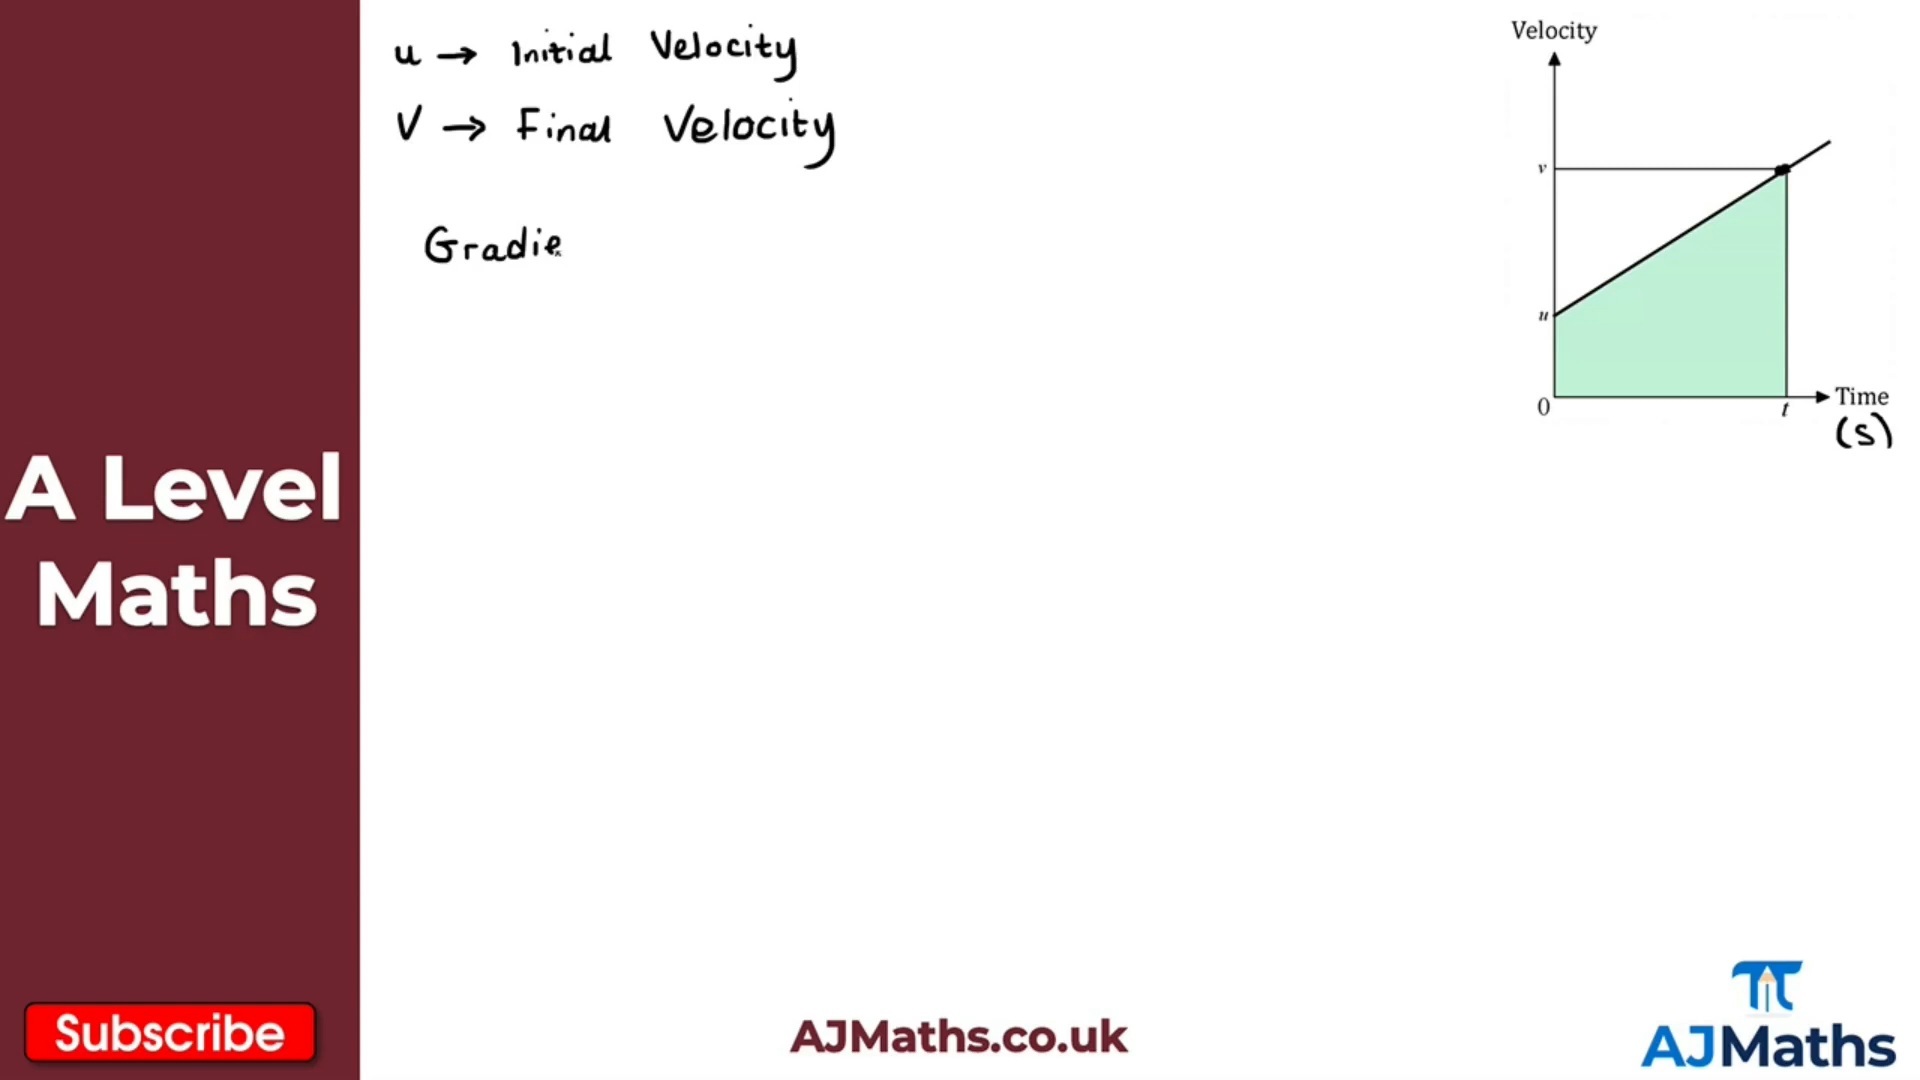 u → Initial Velocity
V → Final Velocity
Gradie
Velocity
v
u
0
t
Time
(s)
A Level
Maths
Subscribe
AJMaths.co.uk
AJMaths